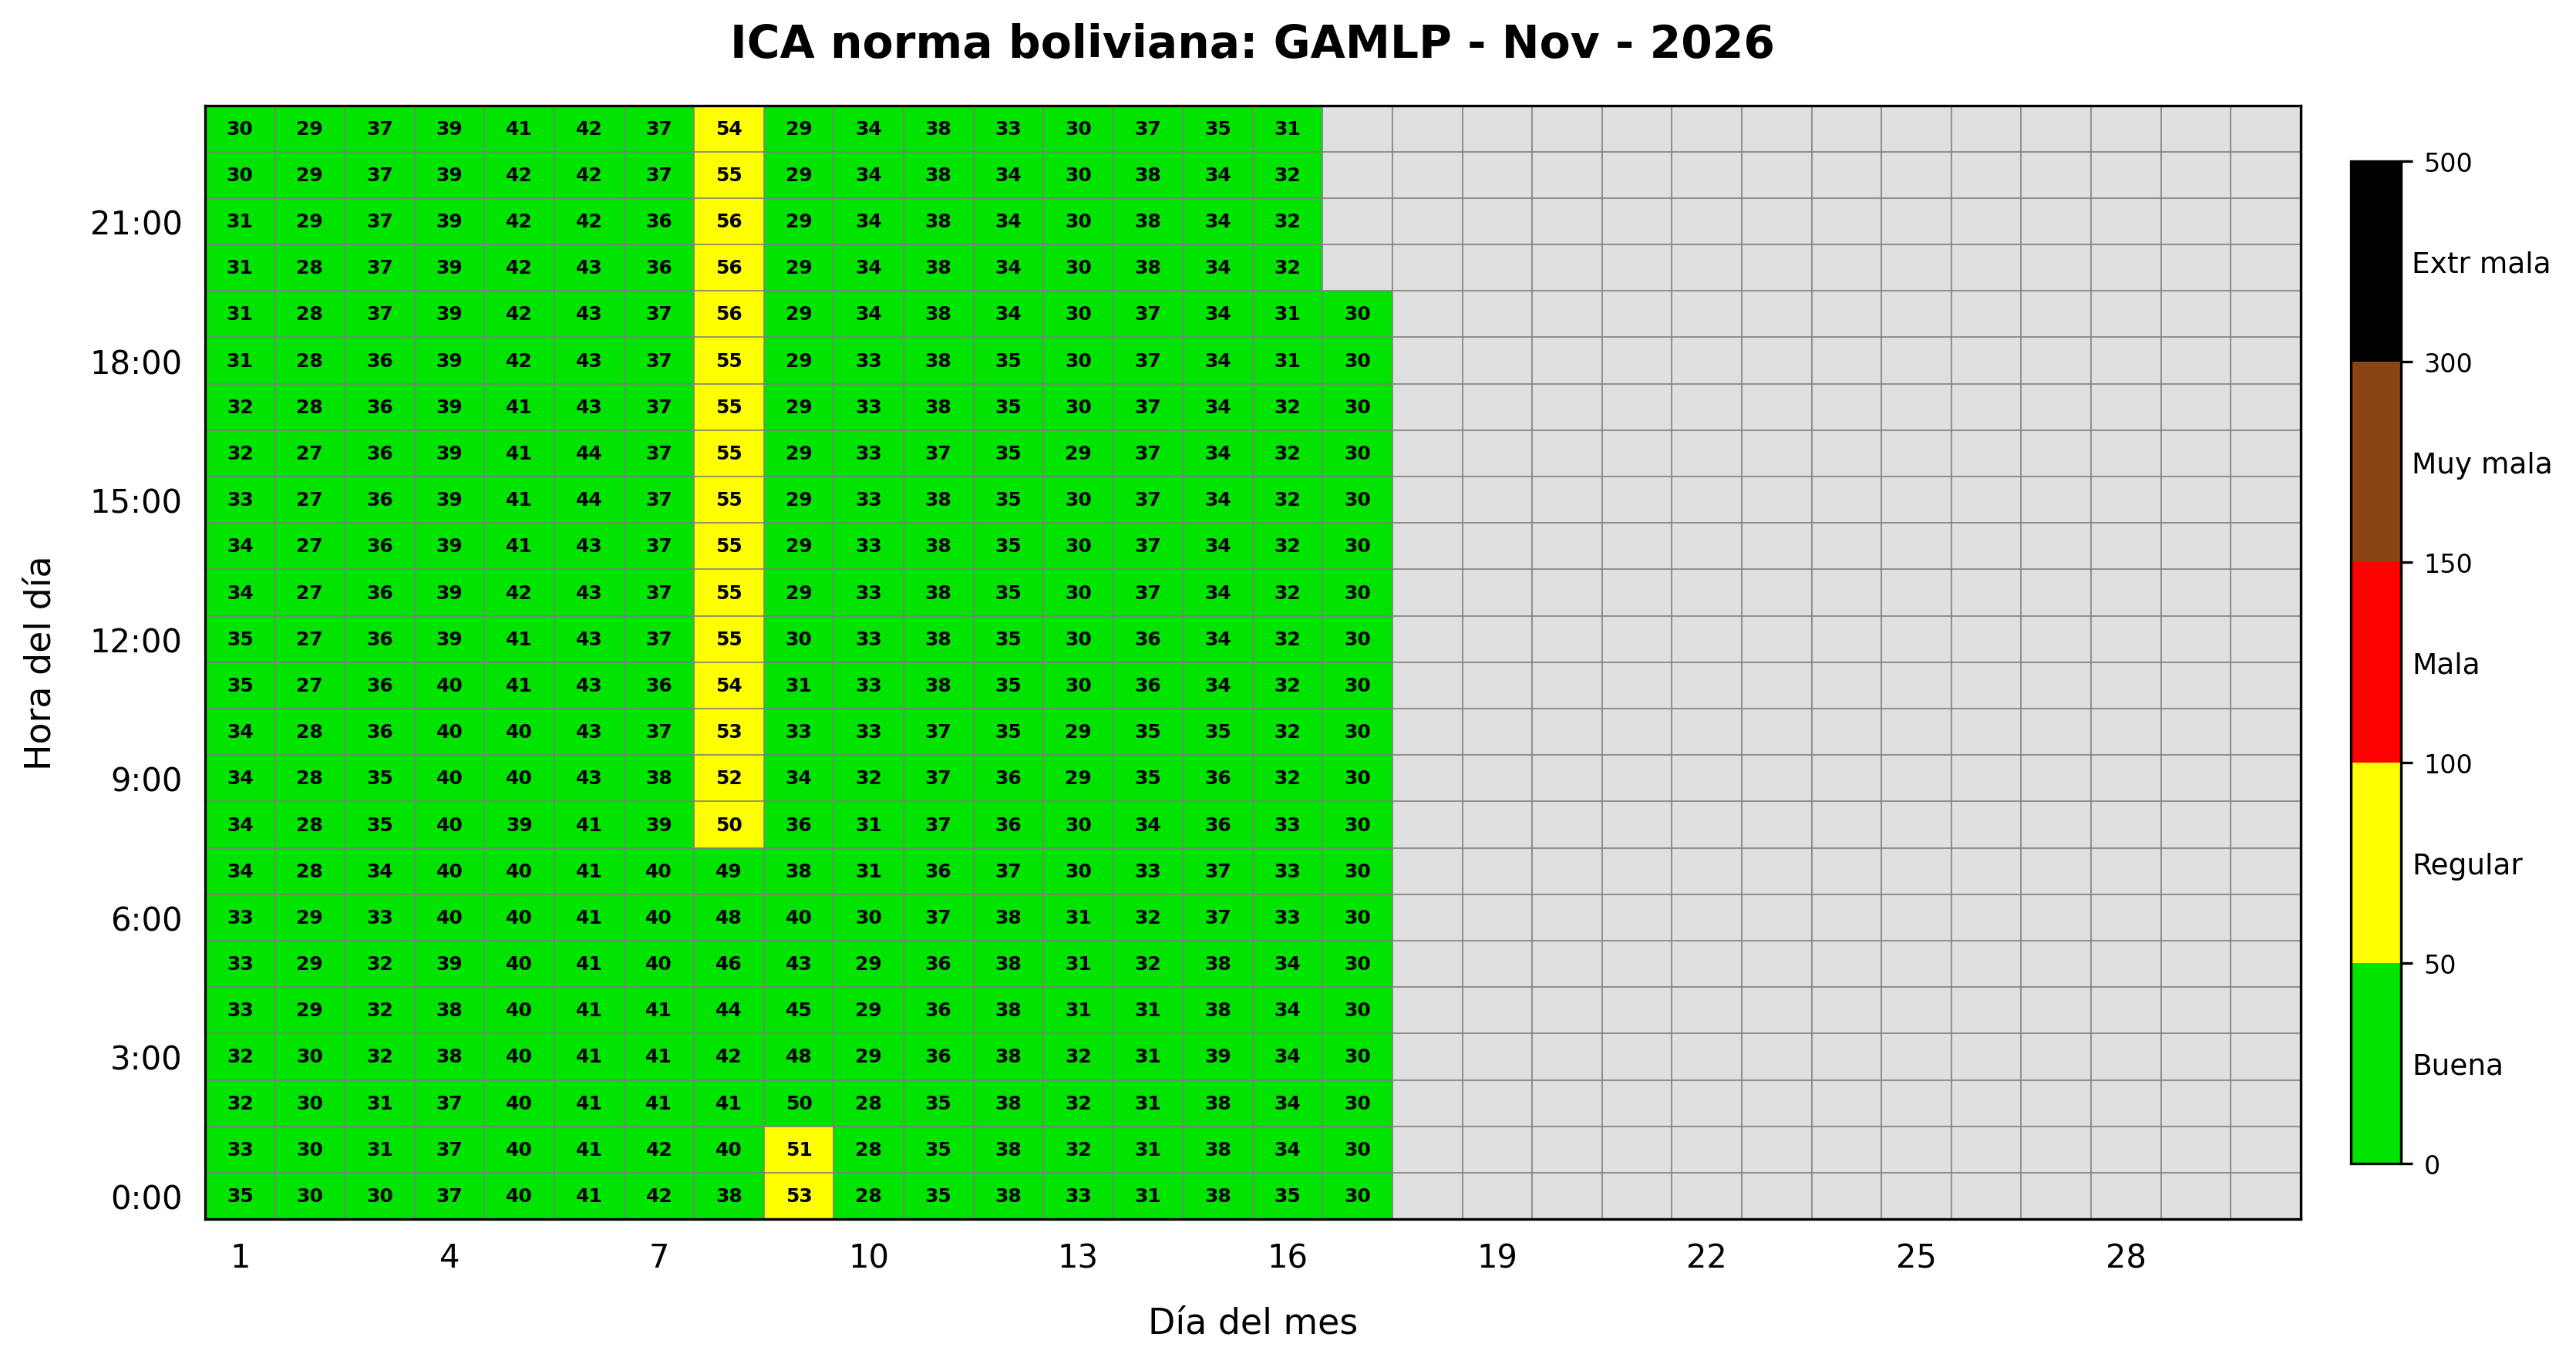 ICA norma boliviana: GAMLP - Nov - 2026
30 29 37 39 41 42 37 54 29 34 38 33 30 37 35 31
30 29 37 39 42 42 37 55 29 34 38 34 30 38 34 32
21:00 31 29 37 39 42 42 36 56 29 34 38 34 30 38 34 32
31 28 37 39 42 43 36 56 29 34 38 34 30 38 34 32
31 28 37 39 42 43 37 56 29 34 38 34 30 37 34 31 30
18:00 31 28 36 39 42 43 37 55 29 33 38 35 30 37 34 31 30
32 28 36 39 41 43 37 55 29 33 38 35 30 37 34 32 30
32 27 36 39 41 44 37 55 29 33 37 35 29 37 34 32 30
15:00 33 27 36 39 41 44 37 55 29 33 38 35 30 37 34 32 30
34 27 36 39 41 43 37 55 29 33 38 35 30 37 34 32 30
34 27 36 39 42 43 37 55 29 33 38 35 30 37 34 32 30
12:00 35 27 36 39 41 43 37 55 30 33 38 35 30 36 34 32 30
35 27 36 40 41 43 36 54 31 33 38 35 30 36 34 32 30
34 28 36 40 40 43 37 53 33 33 37 35 29 35 35 32 30
9:00 34 28 35 40 40 43 38 52 34 32 37 36 29 35 36 32 30
34 28 35 40 39 41 39 50 36 31 37 36 30 34 36 33 30
34 28 34 40 40 41 40 49 38 31 36 37 30 33 37 33 30
6:00 33 29 33 40 40 41 40 48 40 30 37 38 31 32 37 33 30
33 29 32 39 40 41 40 46 43 29 36 38 31 32 38 34 30
33 29 32 38 40 41 41 44 45 29 36 38 31 31 38 34 30
3:00 32 30 32 38 40 41 41 42 48 29 36 38 32 31 39 34 30
32 30 31 37 40 41 41 41 50 28 35 38 32 31 38 34 30
33 30 31 37 40 41 42 40 51 28 35 38 32 31 38 34 30
0:00 35 30 30 37 40 41 42 38 53 28 35 38 33 31 38 35 30
1 4 7 10 13 16 19 22 25 28
Día del mes
Hora del día
500
Extr mala
300
Muy mala
150
Mala
100
Regular
50
Buena
0